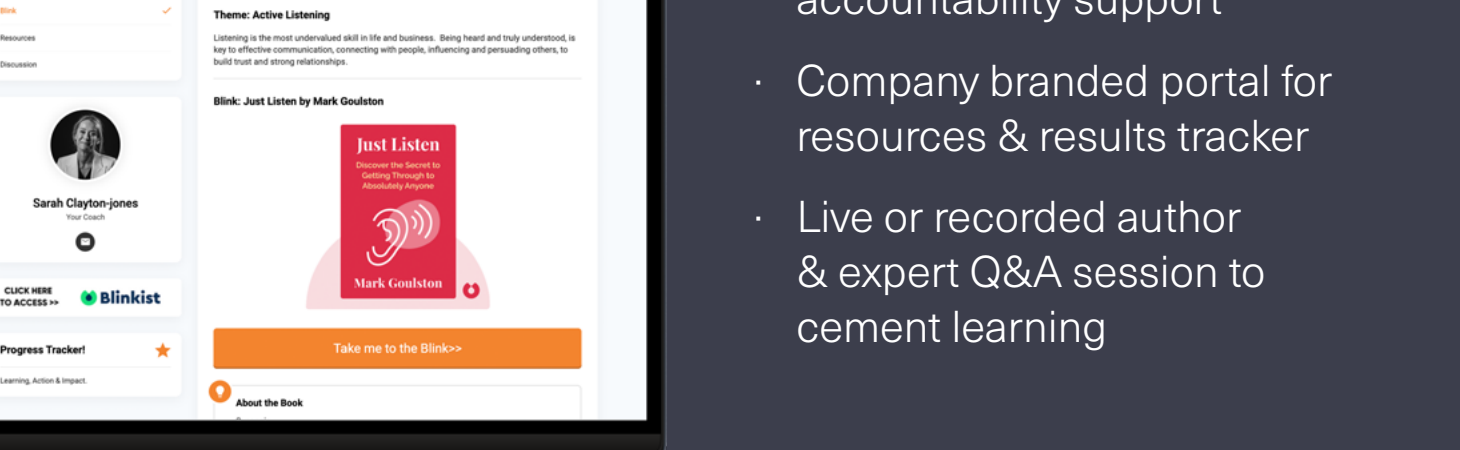 Blink
Resources
Discussion
Sarah Clayton-jones
Your Coach
CLICK HERE
TO ACCESS >>
Blinkist
Progress Tracker!
Learning, Action & Impact.
Theme: Active Listening
Listening is the most undervalued skill in life and business. Being heard and truly understood, is
key to effective communication, connecting with people, influencing and persuading others, to
build trust and strong relationships.
Blink: Just Listen by Mark Goulston
Just Listen
Discover the Secret to
Getting Through to
Absolutely Anyone
Mark Goulston
Take me to the Blink>>
About the Book
accountability support
· Company branded portal for
resources & results tracker
· Live or recorded author
& expert Q&A session to
cement learning